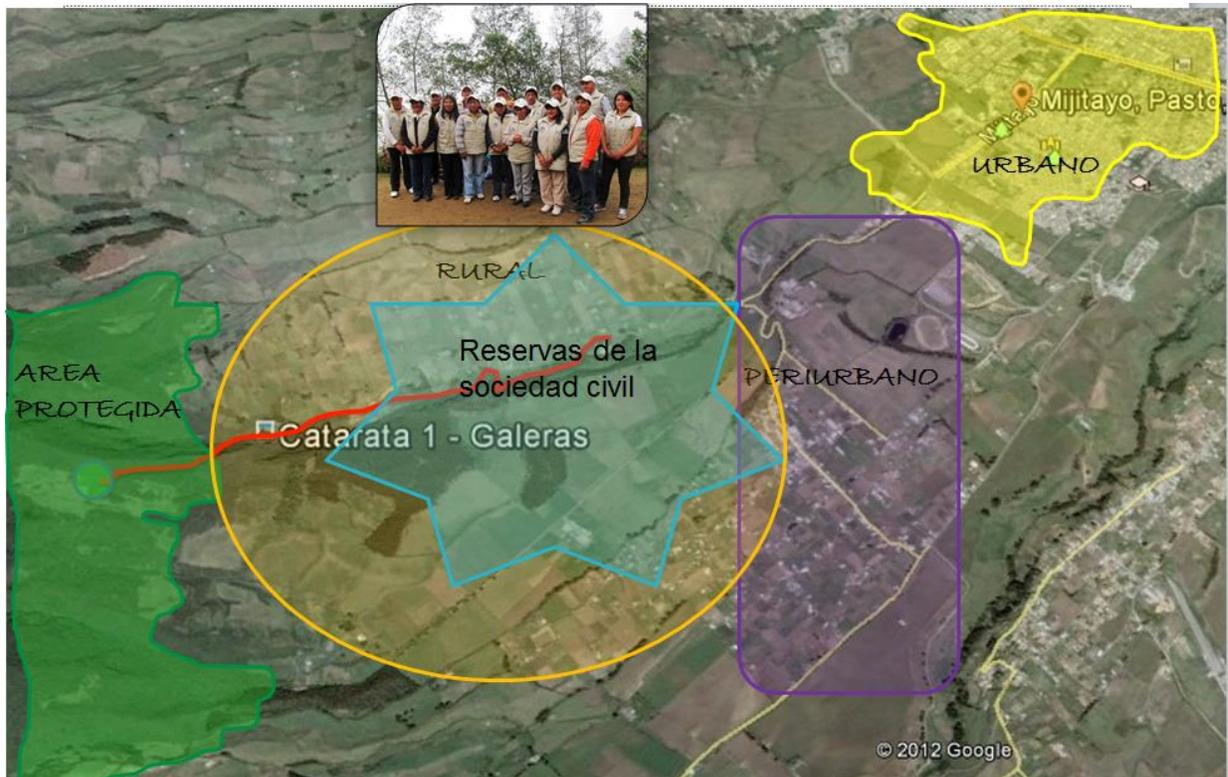 Mijitayo, Pasto
URBANO
RURAL
Reservas de la
sociedad civil
PERIURBANO
AREA
PROTEGIDA
Catarata 1 - Galeras
© 2012 Google